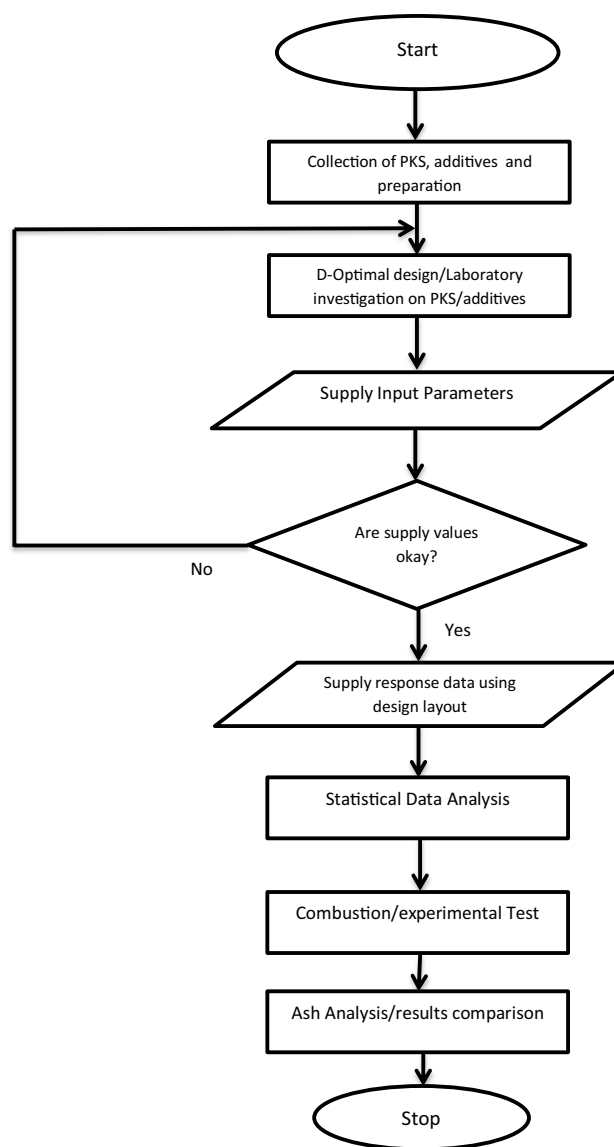 Start
Collection of PKS, additives and
preparation
D-Optimal design/Laboratory
investigation on PKS/additives
Supply Input Parameters
Are supply values
okay?
No
Yes
Supply response data using
design layout
Statistical Data Analysis
Combustion/experimental Test
Ash Analysis/results comparison
Stop